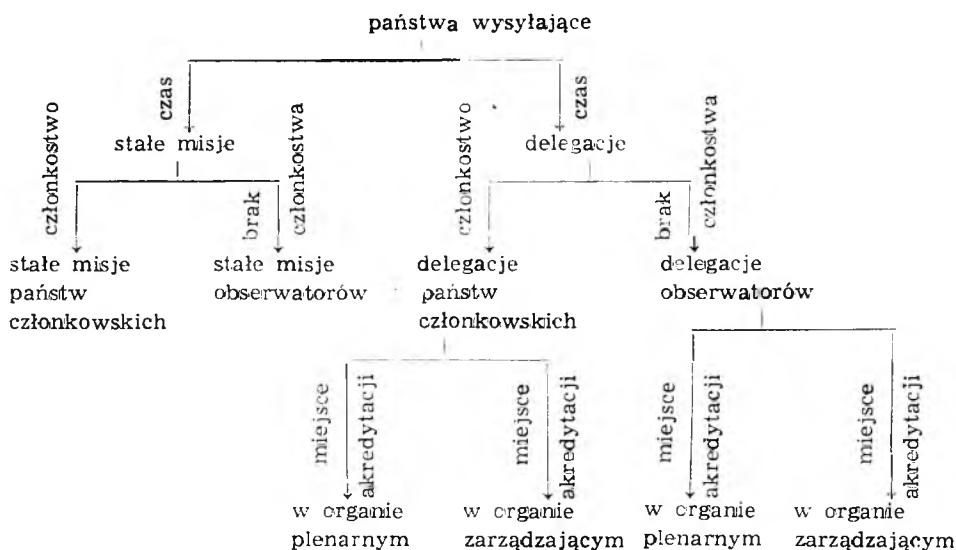 państwa wysyłające
czas
czas
członkostwo
brak
członkostwa
członkostwo
brak
członkostwa
stałe misje
delegacje
stałe misje
państw
członkowskich
stałe misje
obserwatorów
delegacje
państw
członkowskich
delegacje
obserwatorów
miejsce
akredytacji
miejsce
akredytacji
miejsce
akredytacji
miejsce
akredytacji
w organie
plenarnym
w organie
zarządzającym
w organie
plenarnym
w organie
zarządzającym